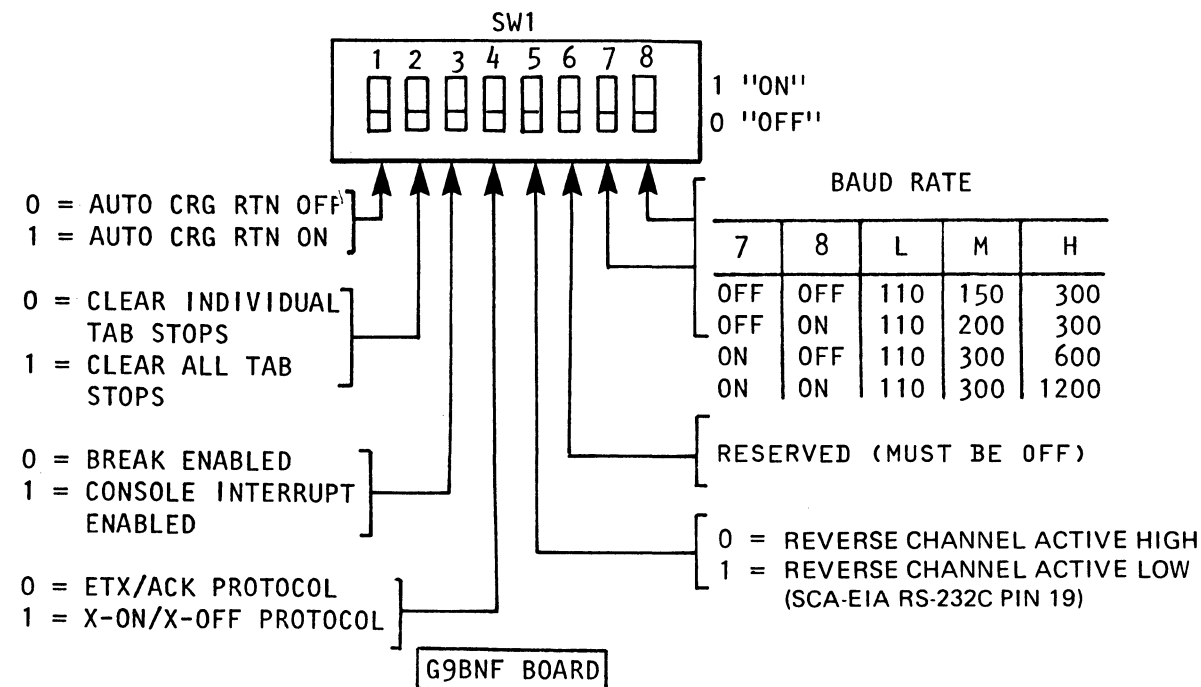 SW1
1 2 3 4 5 6 7 8
1 "ON"
0 "OFF"
0 = AUTO CRG RTN OFF
1 = AUTO CRG RTN ON
0 = CLEAR INDIVIDUAL
TAB STOPS
1 = CLEAR ALL TAB
STOPS
0 = BREAK ENABLED
1 = CONSOLE INTERRUPT
ENABLED
0 = ETX/ACK PROTOCOL
1 = X-ON/X-OFF PROTOCOL
BAUD RATE
7 8 L M H
OFF OFF 110 150 300
OFF ON 110 200 300
ON OFF 110 300 600
ON ON 110 300 1200
RESERVED (MUST BE OFF)
0 = REVERSE CHANNEL ACTIVE HIGH
1 = REVERSE CHANNEL ACTIVE LOW
(SCA-EIA RS-232C PIN 19)
G9BNF BOARD